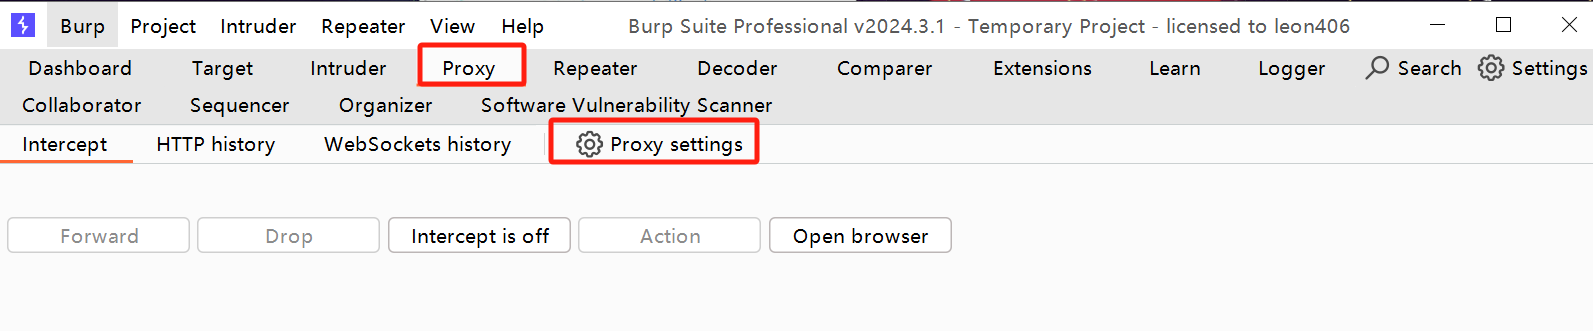 Burp Project Intruder Repeater View Help Burp Suite Professional v2024.3.1 - Temporary Project - licensed to leon406
Dashboard Target Intruder Proxy Repeater Decoder Comparer Extensions Learn Logger Search Settings
Collaborator Sequencer Organizer Software Vulnerability Scanner
Intercept HTTP history WebSockets history Proxy settings
Forward Drop Intercept is off Action Open browser